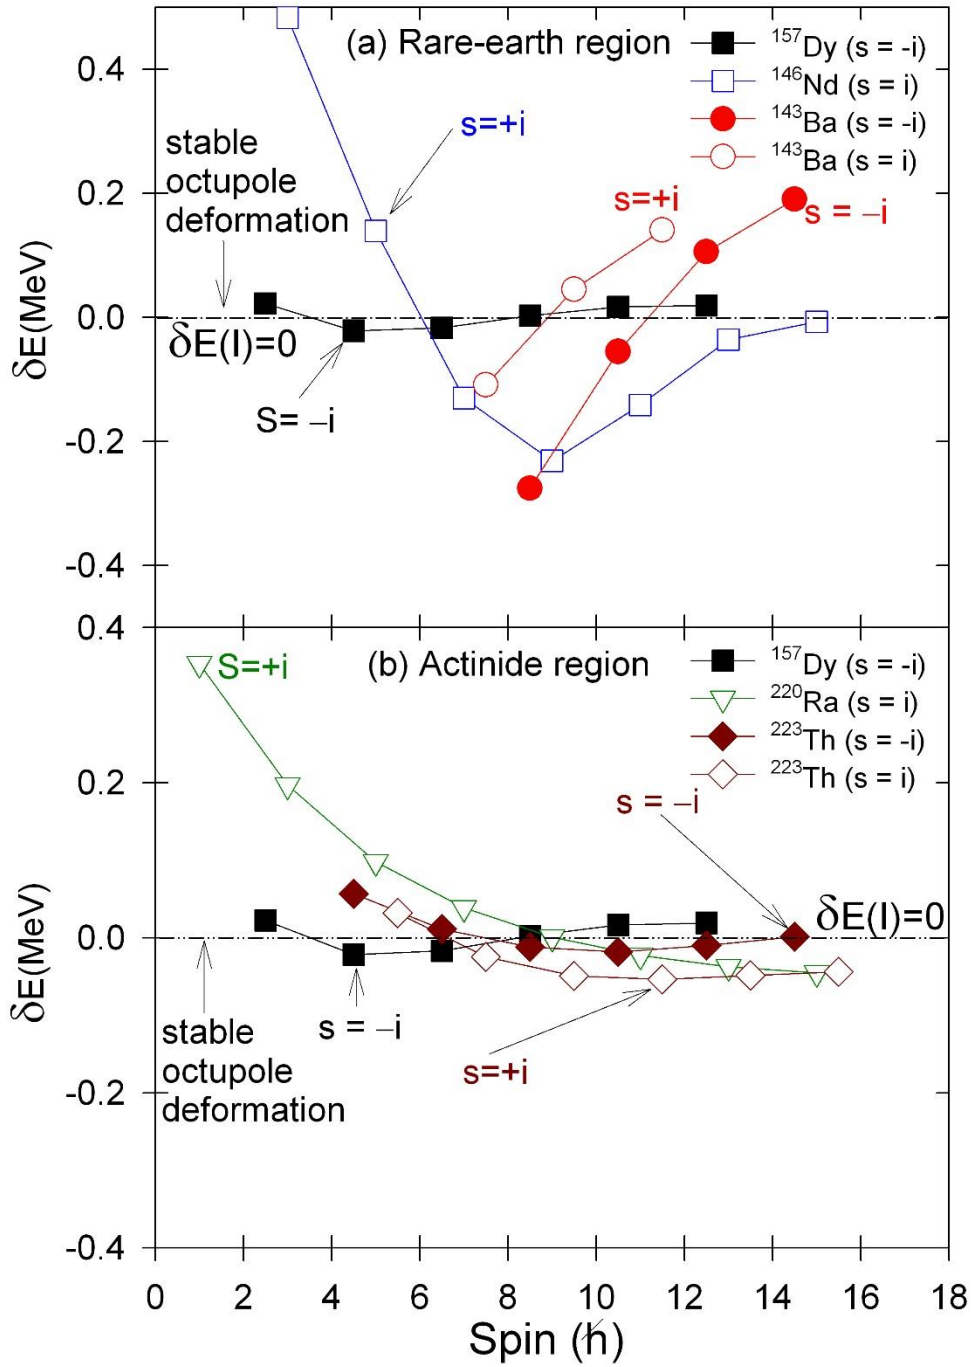 (a) Rare-earth region
¹⁵⁷Dy (s = -i)
¹⁴⁶Nd (s = i)
¹⁴³Ba (s = -i)
¹⁴³Ba (s = i)
0.4
0.2
0.0
-0.2
-0.4
δE(MeV)
stable
octupole
deformation
s=+i
s=+i
s = –i
δE(I)=0
S= –i
(b) Actinide region
¹⁵⁷Dy (s = -i)
²²⁰Ra (s = i)
²²³Th (s = -i)
²²³Th (s = i)
0.4
0.2
0.0
-0.2
-0.4
δE(MeV)
S=+i
s = –i
δE(I)=0
s = –i
s=+i
stable
octupole
deformation
0 2 4 6 8 10 12 14 16 18
Spin (ħ)